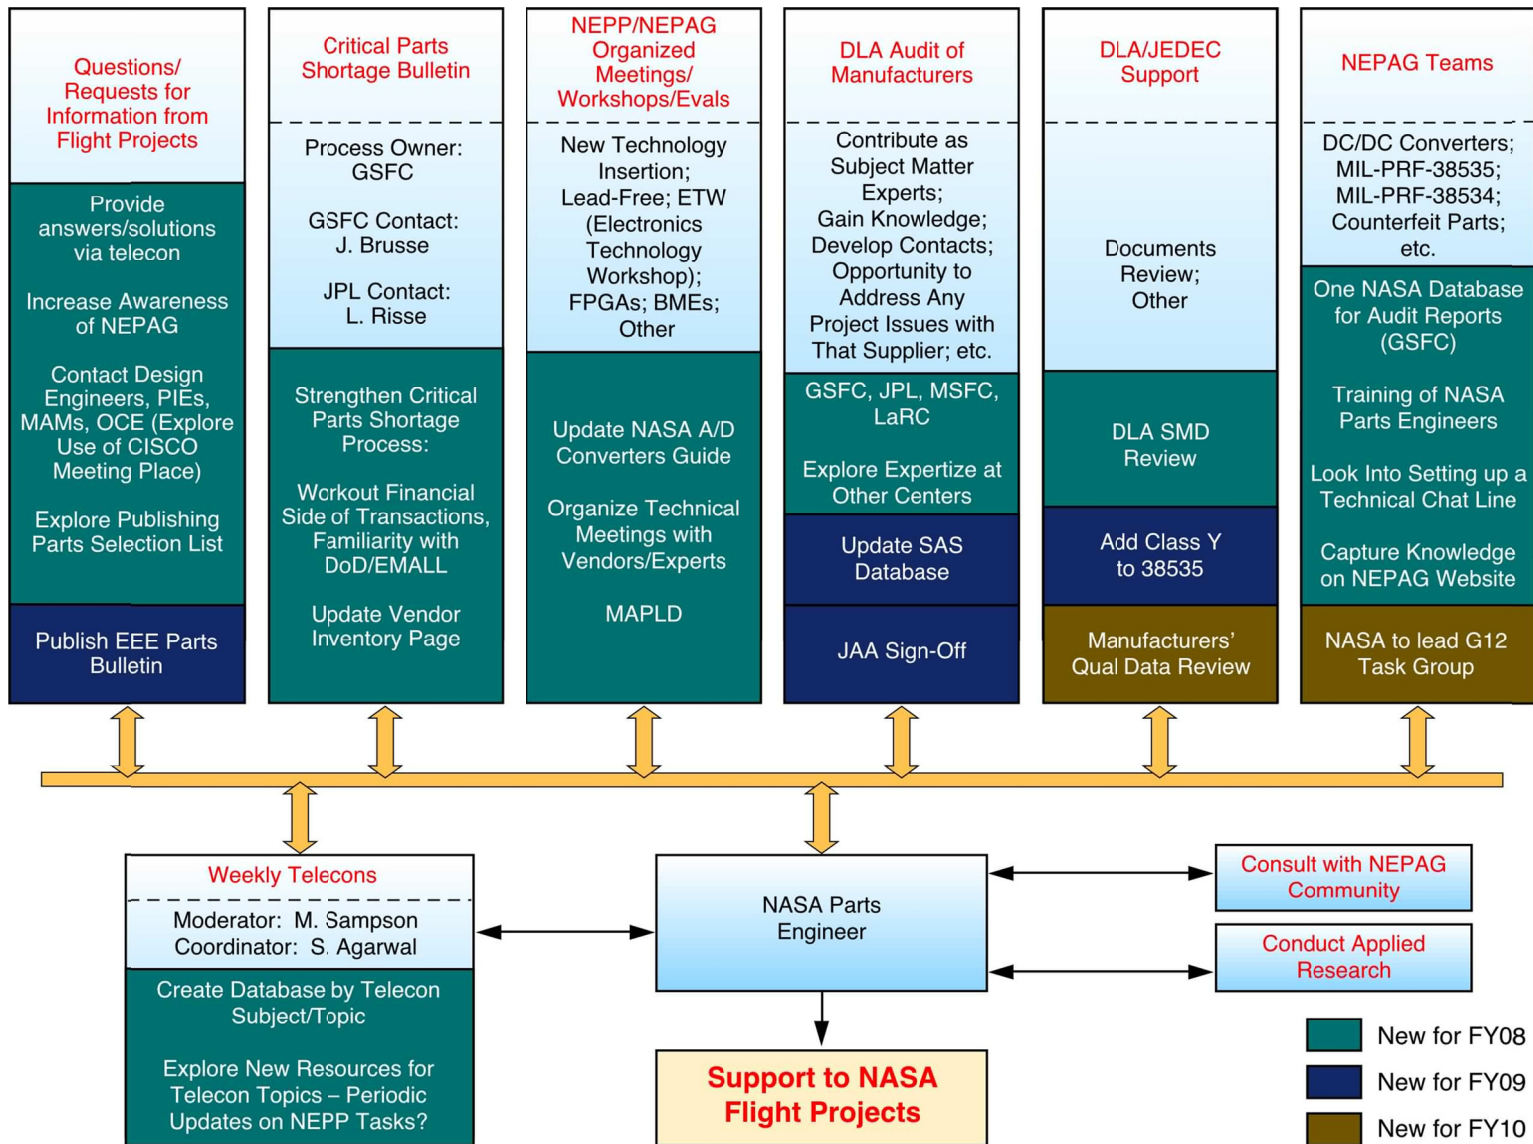 Questions/
Requests for
Information from
Flight Projects
Provide
answers/solutions
via telecon
Increase Awareness
of NEPAG
Contact Design
Engineers, PIEs,
MAMs, OCE (Explore
Use of CISCO
Meeting Place)
Explore Publishing
Parts Selection List
Publish EEE Parts
Bulletin
Critical Parts
Shortage Bulletin
Process Owner:
GSFC
GSFC Contact:
J. Brusse
JPL Contact:
L. Risse
Strengthen Critical
Parts Shortage
Process:
Workout Financial
Side of Transactions,
Familiarity with
DoD/EMALL
Update Vendor
Inventory Page
NEPP/NEPAG
Organized
Meetings/
Workshops/Evals
New Technology
Insertion;
Lead-Free; ETW
(Electronics
Technology
Workshop);
FPGAs; BMEs;
Other
Update NASA A/D
Converters Guide
Organize Technical
Meetings with
Vendors/Experts
MAPLD
DLA Audit of
Manufacturers
Contribute as
Subject Matter
Experts;
Gain Knowledge;
Develop Contacts;
Opportunity to
Address Any
Project Issues with
That Supplier; etc.
GSFC, JPL, MSFC,
LaRC
Explore Expertize at
Other Centers
Update SAS
Database
JAA Sign-Off
DLA/JEDEC
Support
Documents
Review;
Other
DLA SMD
Review
Add Class Y
to 38535
Manufacturers’
Qual Data Review
NEPAG Teams
DC/DC Converters;
MIL-PRF-38535;
MIL-PRF-38534;
Counterfeit Parts;
etc.
One NASA Database
for Audit Reports
(GSFC)
Training of NASA
Parts Engineers
Look Into Setting up a
Technical Chat Line
Capture Knowledge
on NEPAG Website
NASA to lead G12
Task Group
Weekly Telecons
Moderator: M. Sampson
Coordinator: S. Agarwal
Create Database by Telecon
Subject/Topic
Explore New Resources for
Telecon Topics – Periodic
Updates on NEPP Tasks?
NASA Parts
Engineer
Support to NASA
Flight Projects
Consult with NEPAG
Community
Conduct Applied
Research
New for FY08
New for FY09
New for FY10